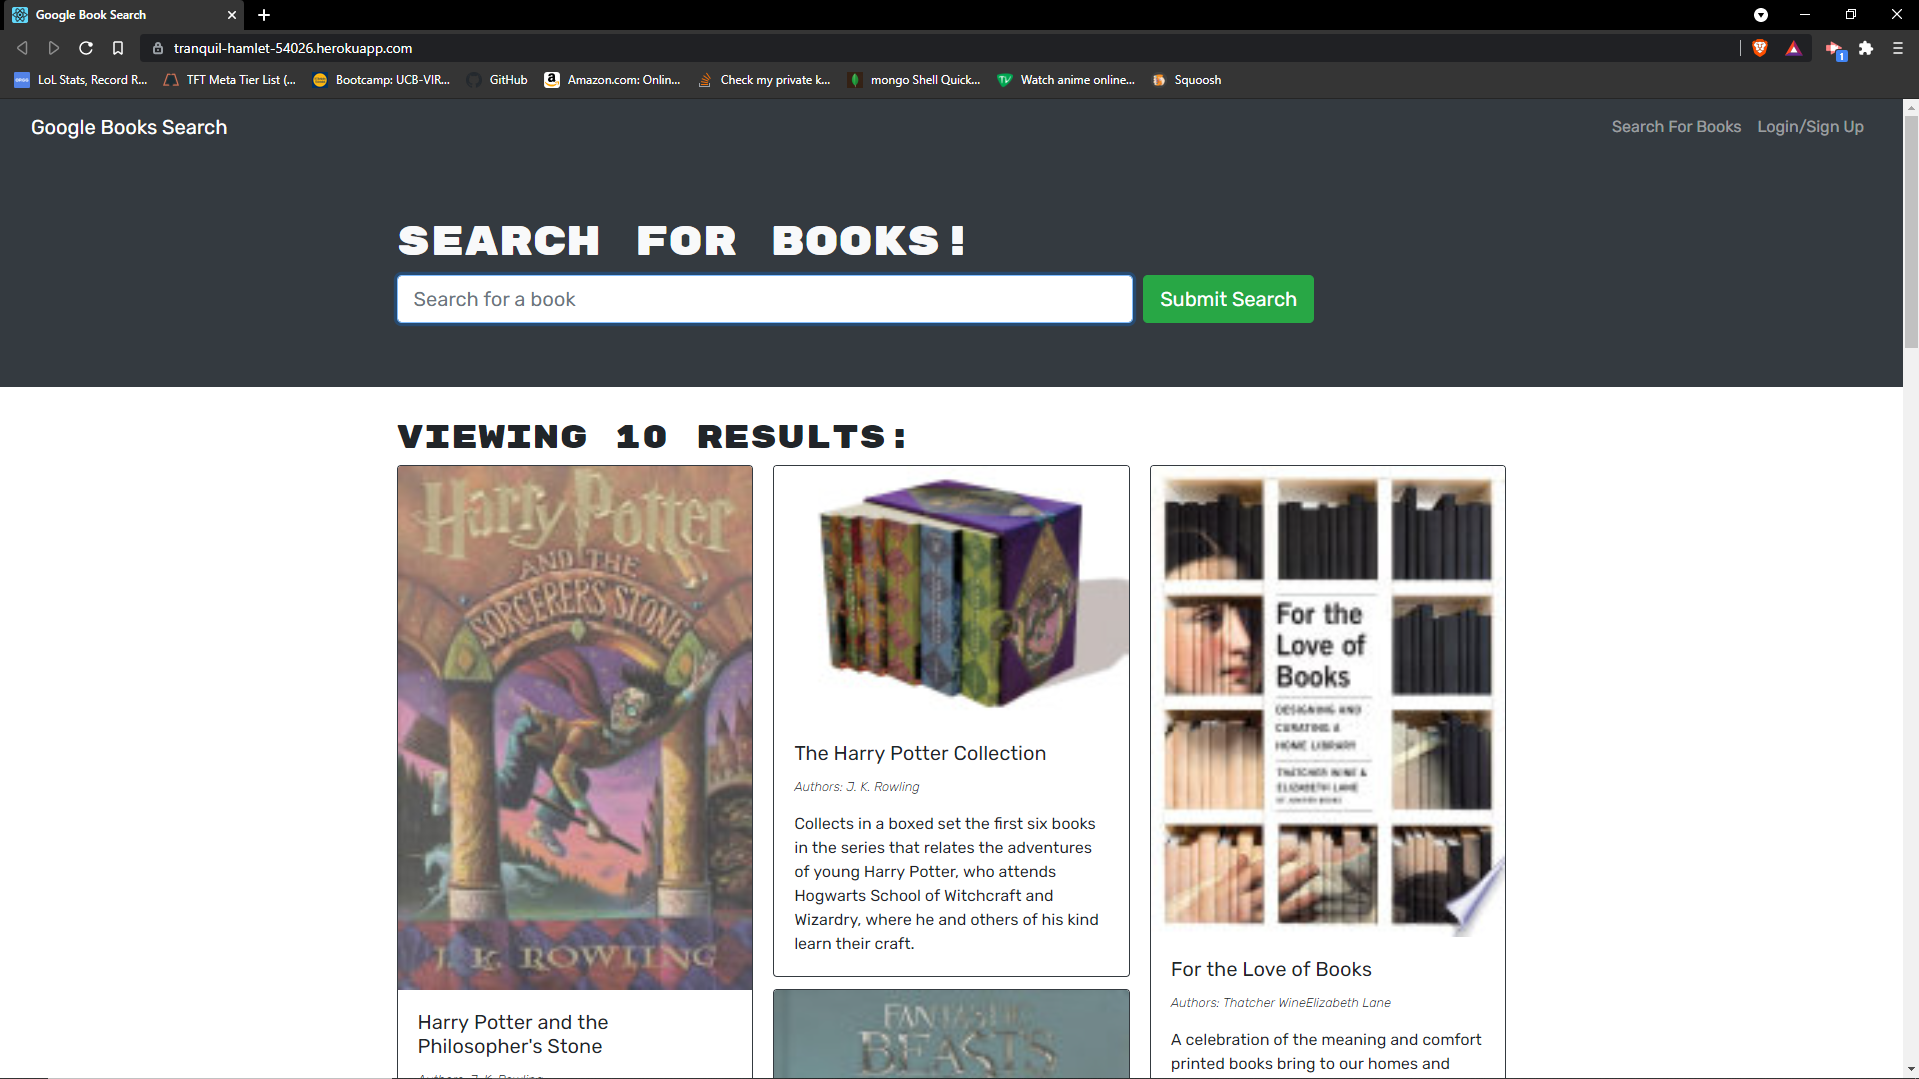 Google Book Search
tranquil-hamlet-54026.herokuapp.com
1
LoL Stats, Record R...
TFT Meta Tier List (...
Bootcamp: UCB-VIR...
GitHub
Amazon.com: Onlin...
Check my private k...
mongo Shell Quick...
Watch anime online...
Squoosh
Google Books Search
Search For Books
Login/Sign Up
SEARCH FOR BOOKS!
Search for a book
Submit Search
VIEWING 10 RESULTS:
Harry Potter
AND THE
SORCERERS STONE
J. K. ROWLING
Harry Potter and the
Philosopher's Stone
Authors: J. K. Rowling
The Harry Potter Collection
Authors: J. K. Rowling
Collects in a boxed set the first six books
in the series that relates the adventures
of young Harry Potter, who attends
Hogwarts School of Witchcraft and
Wizardry, where he and others of his kind
learn their craft.
FANTASTIC
BEASTS
For the
Love of
Books
DESIGNING AND
CURATING A
HOME LIBRARY
THATCHER WINE &
ELIZABETH LANE
For the Love of Books
Authors: Thatcher WineElizabeth Lane
A celebration of the meaning and comfort
printed books bring to our homes and